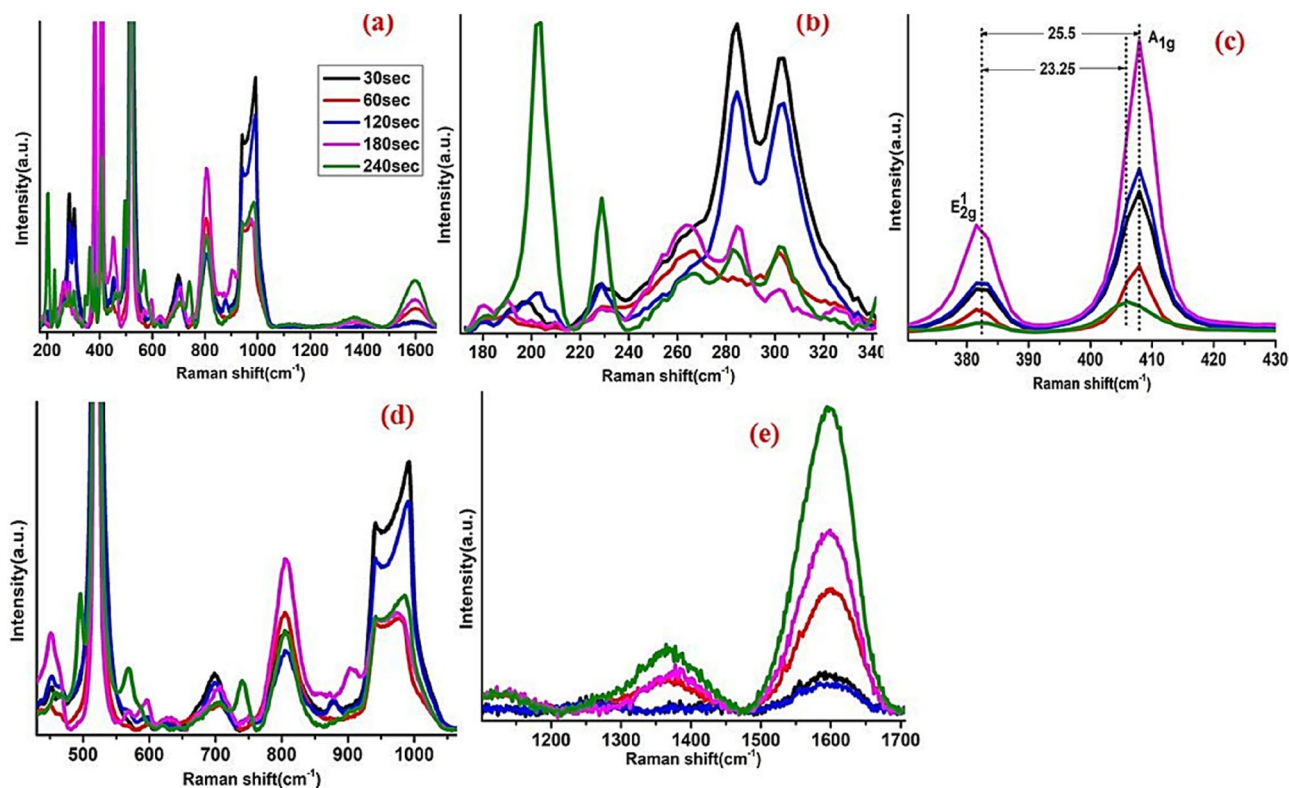 (a)
30sec
60sec
120sec
180sec
240sec
Intensity(a.u.)
200 400 600 800 1000 1200 1400 1600
Raman shift(cm-1)
(b)
Intensity(a.u.)
180 200 220 240 260 280 300 320 340
Raman shift(cm-1)
25.5
A1g
(c)
23.25
E12g
Intensity(a.u.)
380 390 400 410 420 430
Raman shift(cm-1)
(d)
Intensity(a.u.)
500 600 700 800 900 1000
Raman shift(cm-1)
(e)
Intensity(a.u.)
1200 1300 1400 1500 1600 1700
Raman shift(cm-1)